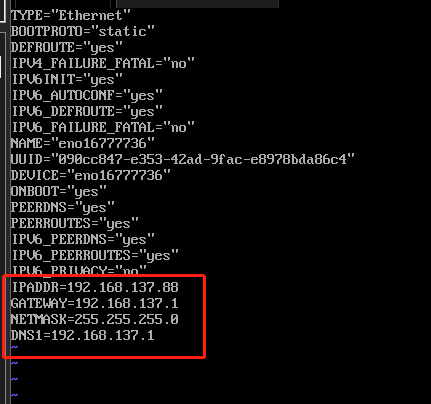 TYPE="Ethernet"
BOOTPROTO="static"
DEFROUTE="yes"
IPV4_FAILURE_FATAL="no"
IPV6INIT="yes"
IPV6_AUTOCONF="yes"
IPV6_DEFROUTE="yes"
IPV6_FAILURE_FATAL="no"
NAME="eno16777736"
UUID="090cc847-e353-42ad-9fac-e8978bda86c4"
DEVICE="eno16777736"
ONBOOT="yes"
PEERDNS="yes"
PEERROUTES="yes"
IPV6_PEERDNS="yes"
IPV6_PEERROUTES="yes"
IPV6_PRIVACY="no"
IPADDR=192.168.137.88
GATEWAY=192.168.137.1
NETMASK=255.255.255.0
DNS1=192.168.137.1
~
~
~
~